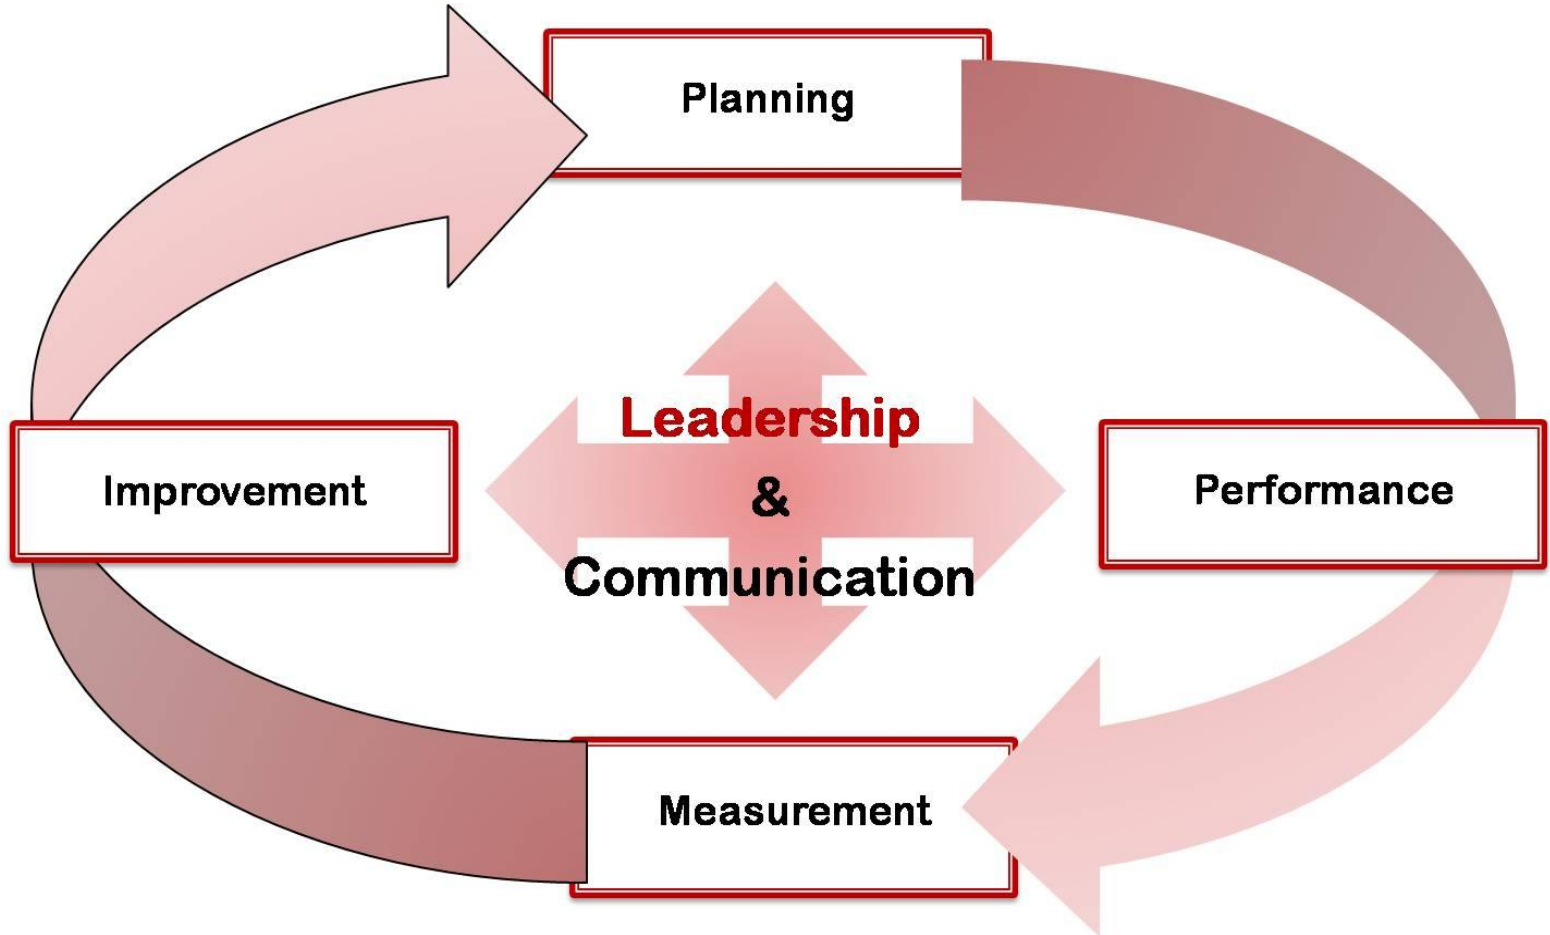 Planning
Leadership
&
Communication
Improvement
Performance
Measurement